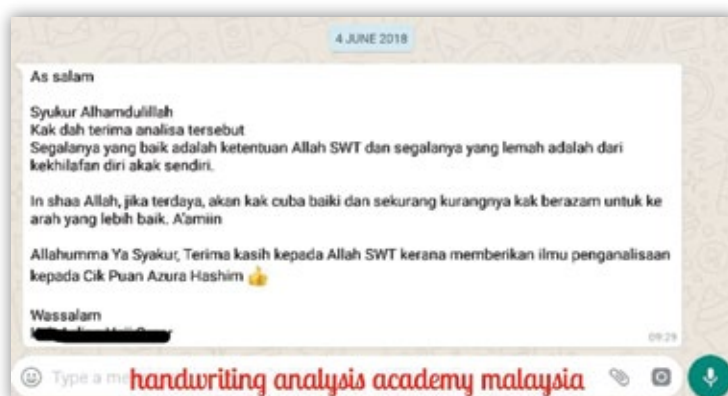 4 JUNE 2018
As salam
Syukur Alhamdulillah
Kak dah terima analisa tersebut
Segalanya yang baik adalah ketentuan Allah SWT dan segalanya yang lemah adalah dari
kekhilafan diri akak sendiri.
In shaa Allah, jika terdaya, akan kak cuba baiki dan sekurang kurangnya kak berazam untuk ke
arah yang lebih baik. A'amiin
Allahumma Ya Syakur, Terima kasih kepada Allah SWT kerana memberikan ilmu penganalisaan
kepada Cik Puan Azura Hashim 👍
Wassalam
09:29
Type a me
handwriting analysis academy malaysia